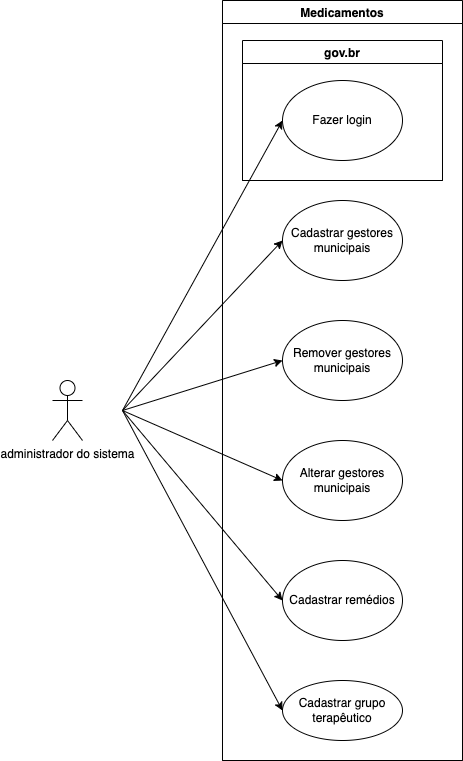 Medicamentos
gov.br
Fazer login
Cadastrar gestores
municipais
Remover gestores
municipais
administrador do sistema
Alterar gestores
municipais
Cadastrar remédios
Cadastrar grupo
terapêutico